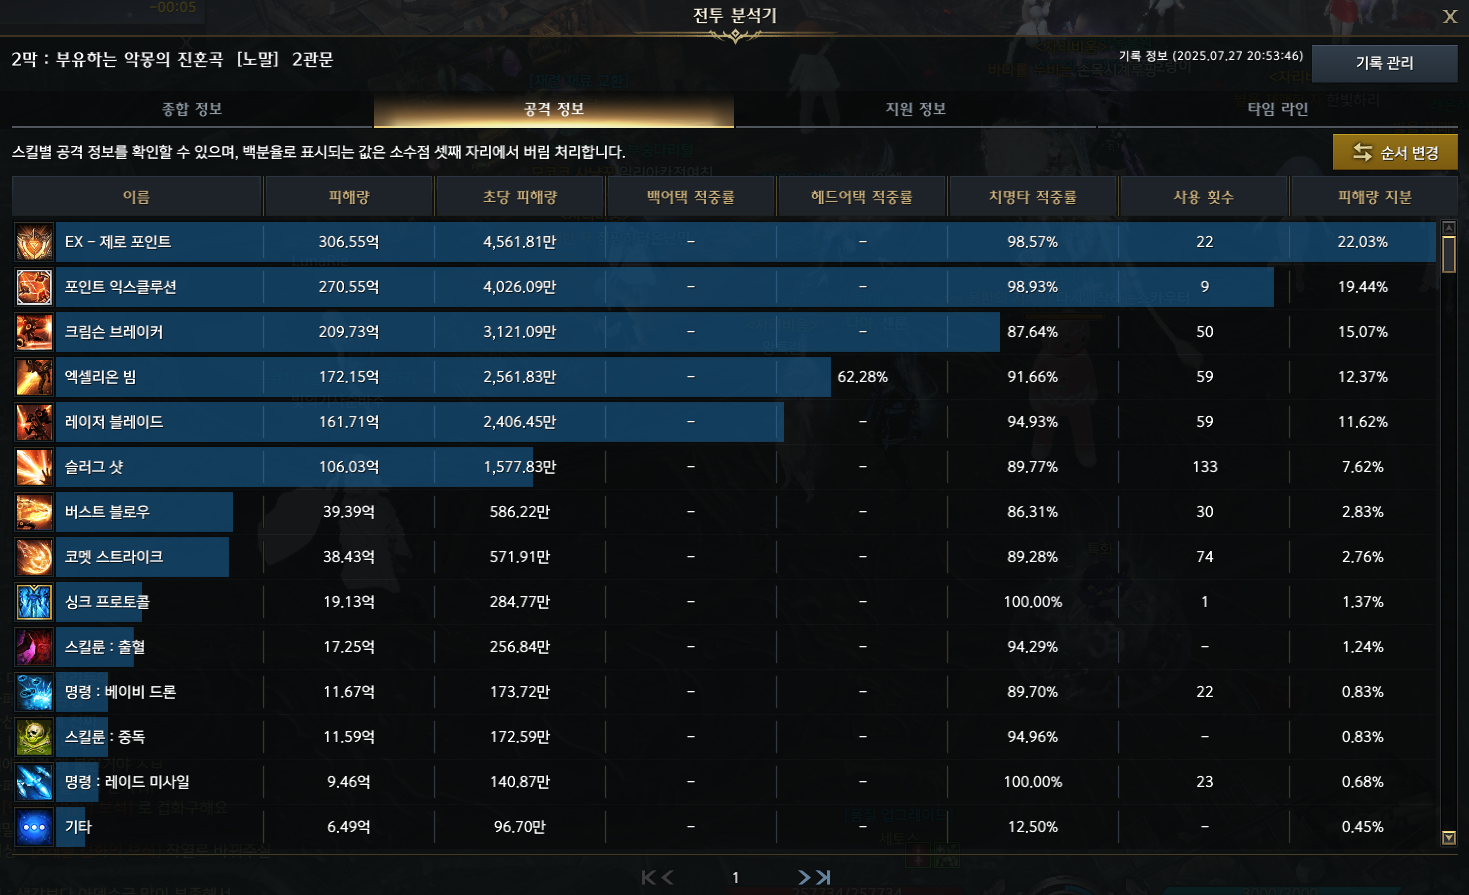 -00:05
전투 분석기
X
2막 : 부유하는 악몽의 진혼곡 [노말] 2관문
기록 정보 (2025.07.27 20:53:46)
기록 관리
종합 정보
공격 정보
지원 정보
타임 라인
스킬별 공격 정보를 확인할 수 있으며, 백분율로 표시되는 값은 소수점 셋째 자리에서 버림 처리합니다.
순서 변경
이름 피해량 초당 피해량 백어택 적중률 헤드어택 적중률 치명타 적중률 사용 횟수 피해량 지분
EX - 제로 포인트 306.55억 4,561.81만 - - 98.57% 22 22.03%
포인트 익스클루션 270.55억 4,026.09만 - - 98.93% 9 19.44%
크림슨 브레이커 209.73억 3,121.09만 - - 87.64% 50 15.07%
엑셀리온 빔 172.15억 2,561.83만 - 62.28% 91.66% 59 12.37%
레이저 블레이드 161.71억 2,406.45만 - - 94.93% 59 11.62%
슬러그 샷 106.03억 1,577.83만 - - 89.77% 133 7.62%
버스트 블로우 39.39억 586.22만 - - 86.31% 30 2.83%
코멧 스트라이크 38.43억 571.91만 - - 89.28% 74 2.76%
싱크 프로토콜 19.13억 284.77만 - - 100.00% 1 1.37%
스킬룬 : 출혈 17.25억 256.84만 - - 94.29% - 1.24%
명령 : 베이비 드론 11.67억 173.72만 - - 89.70% 22 0.83%
스킬룬 : 중독 11.59억 172.59만 - - 94.96% - 0.83%
명령 : 레이드 미사일 9.46억 140.87만 - - 100.00% 23 0.68%
기타 6.49억 96.70만 - - 12.50% - 0.45%
1